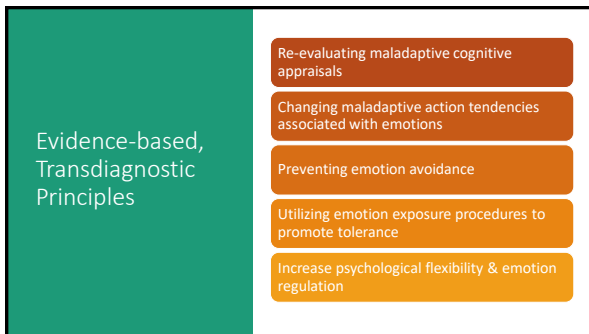 Evidence-based,
Transdiagnostic
Principles
Re-evaluating maladaptive cognitive
appraisals
Changing maladaptive action tendencies
associated with emotions
Preventing emotion avoidance
Utilizing emotion exposure procedures to
promote tolerance
Increase psychological flexibility & emotion
regulation